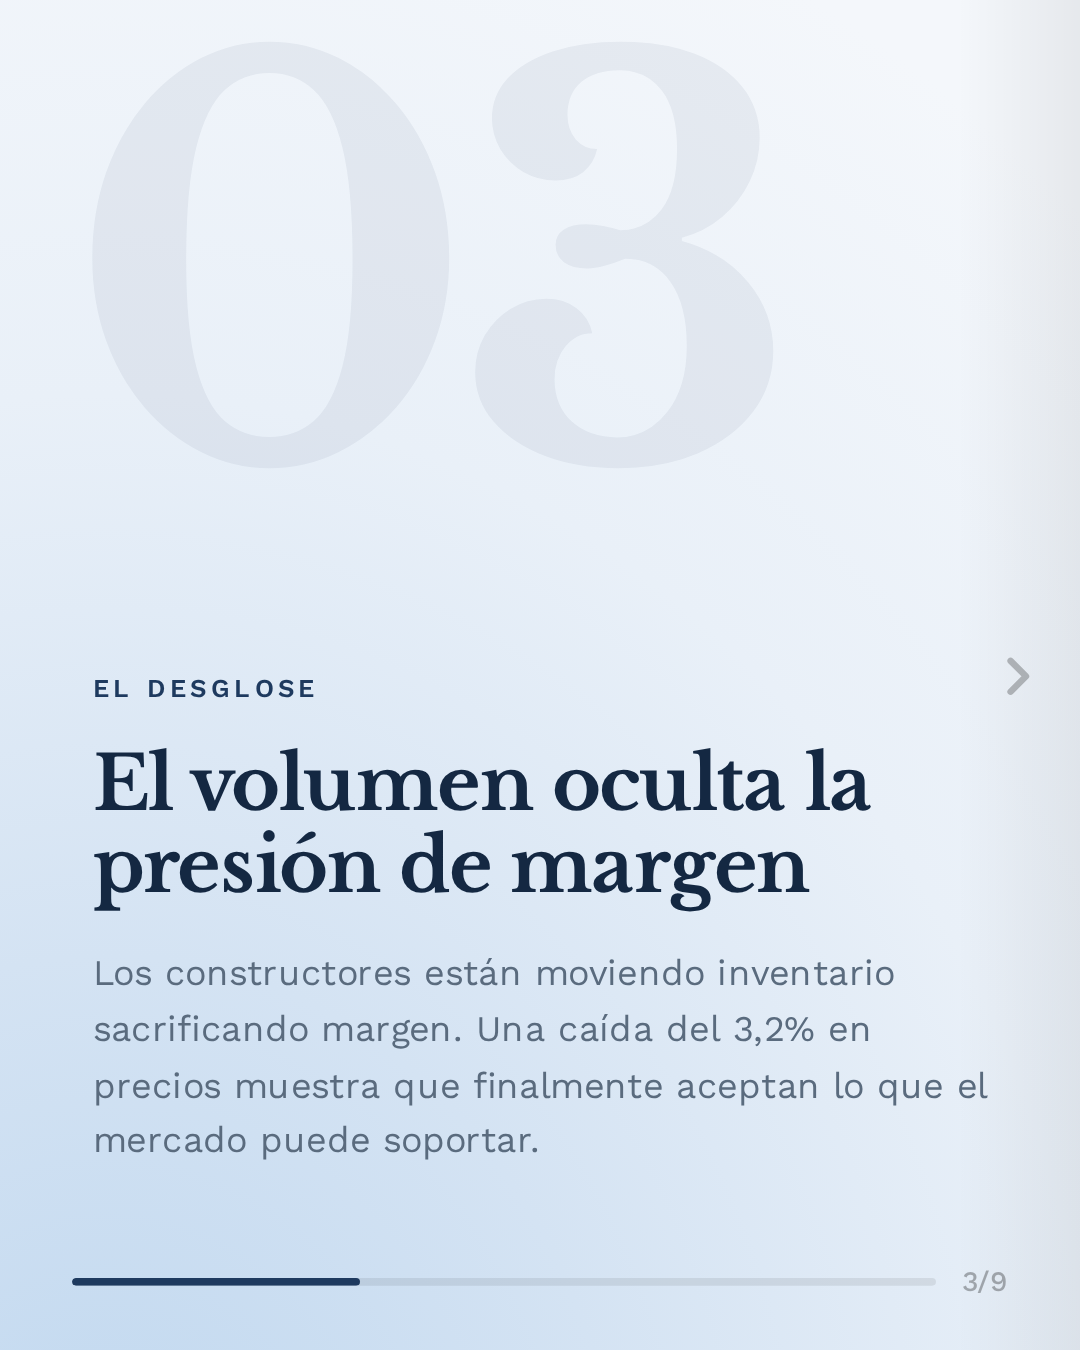 03
EL DESGLOSE
El volumen oculta la
presión de margen
Los constructores están moviendo inventario
sacrificando margen. Una caída del 3,2% en
precios muestra que finalmente aceptan lo que el
mercado puede soportar.
3/9